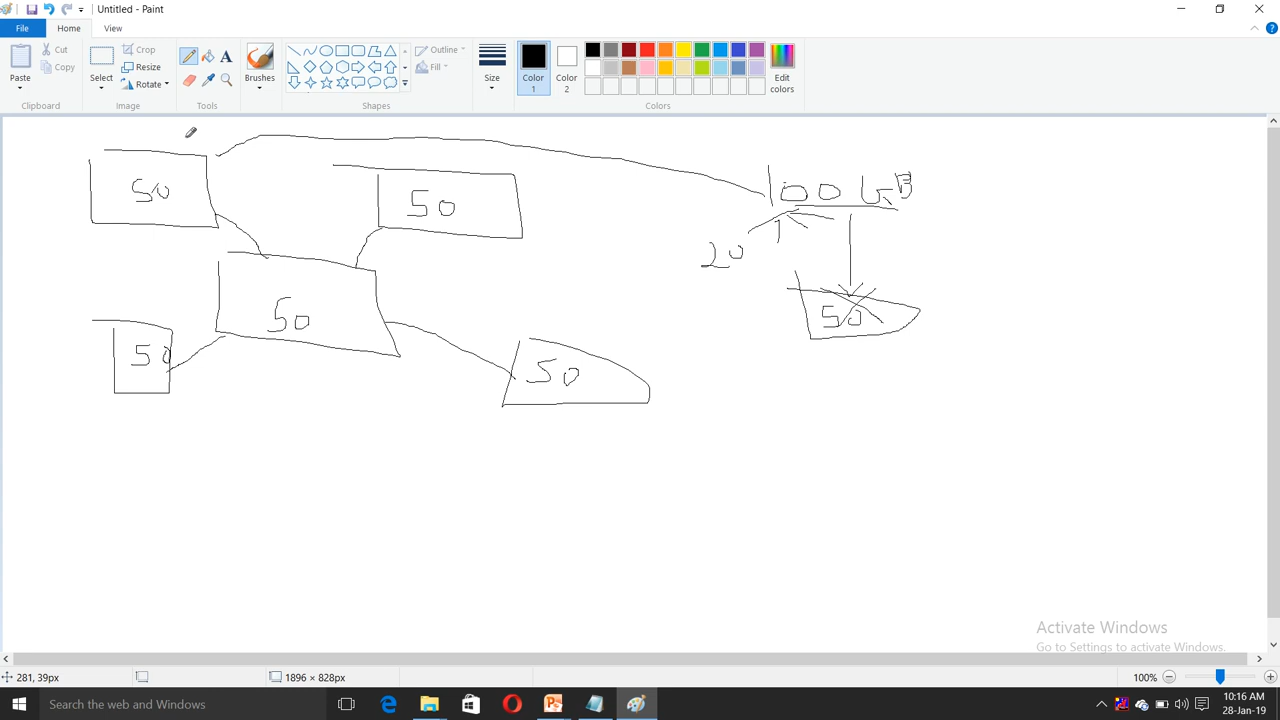 Untitled - Paint
File
Home
View
Paste
Cut
Copy
Clipboard
Select
Crop
Resize
Rotate
Image
Tools
Brushes
Shapes
Outline
Fill
Size
Color
1
Color
2
Colors
Edit
colors
50
50
100 GB
20
50
50
50
50
Activate Windows
Go to Settings to activate Windows.
281, 39px
1896 × 828px
100%
Search the web and Windows
10:16 AM
28-Jan-19